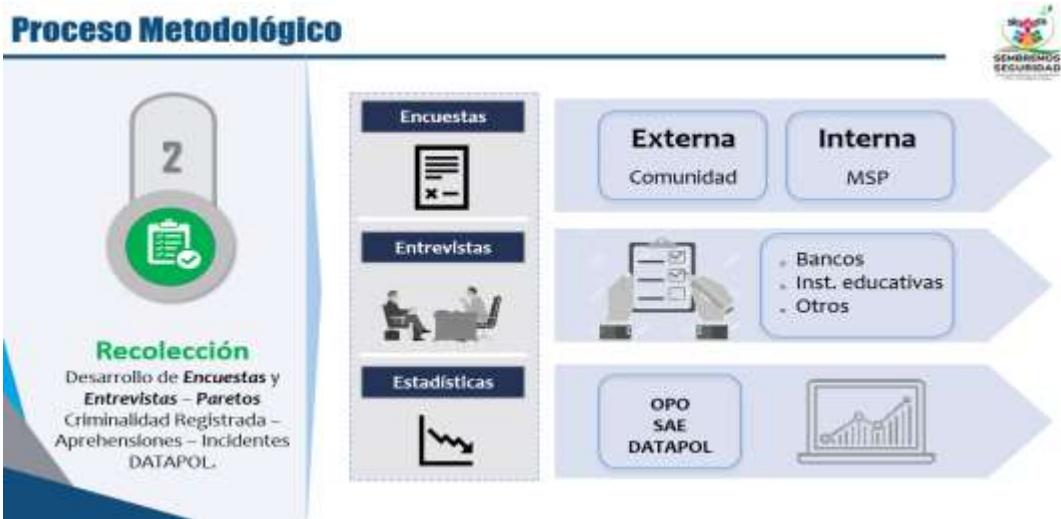 Proceso Metodológico
SEMBREMOS
SEGURIDAD
2
Recolección
Desarrollo de Encuestas y
Entrevistas – Paretos
Criminalidad Registrada –
Aprehensiones – Incidentes
DATAPOL.
Encuestas
Externa
Comunidad
Interna
MSP
Entrevistas
Bancos
Inst. educativas
Otros
Estadísticas
OPO
SAE
DATAPOL